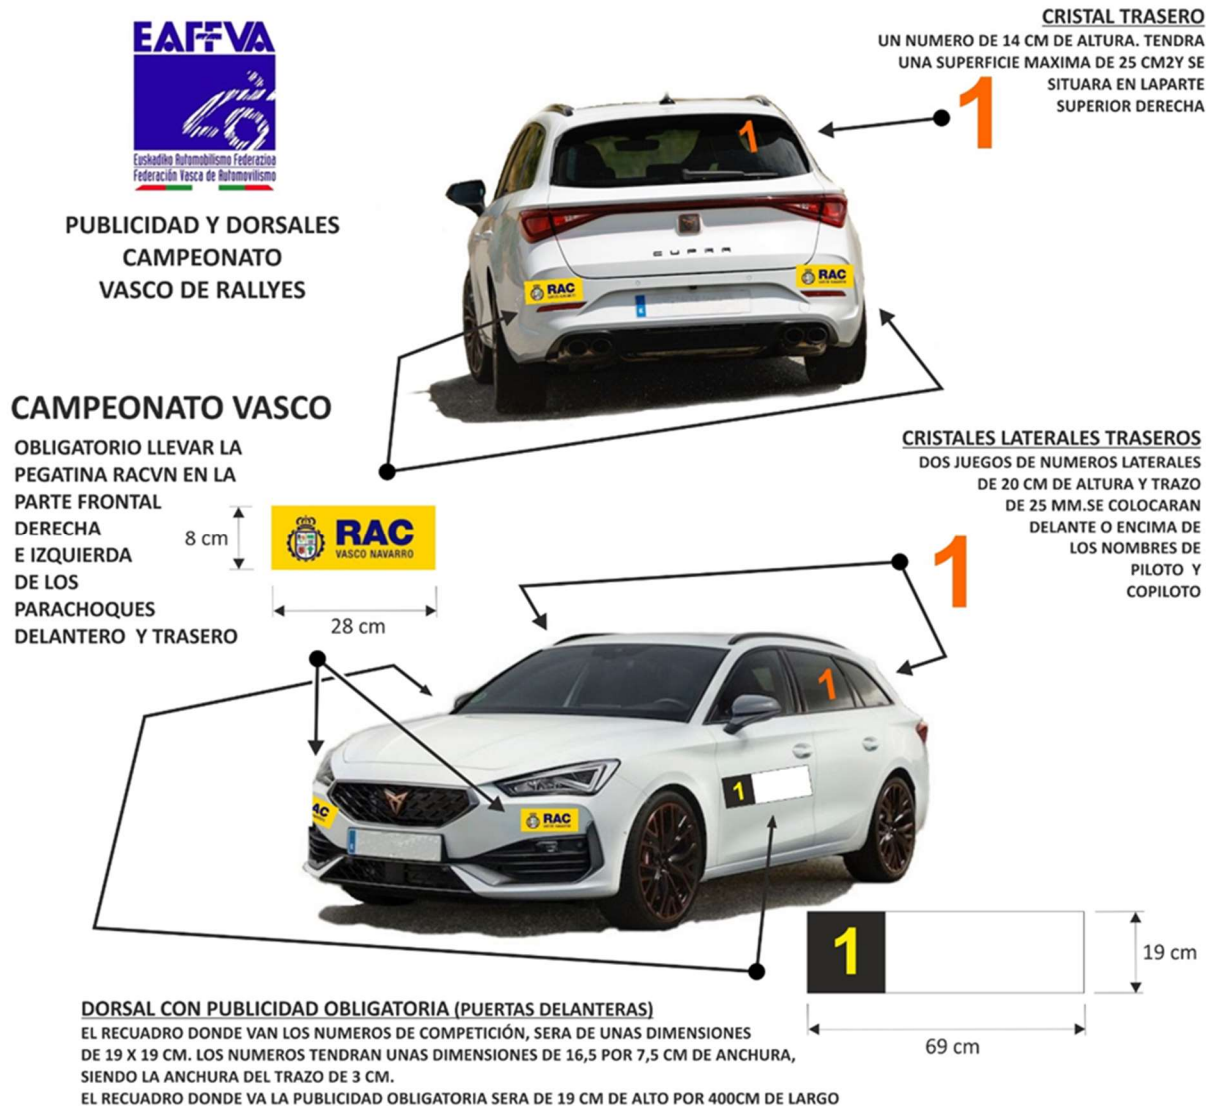 EAFFVA
Euskadiko Automobilismo Federazioa
Federación Vasca de Automovilismo
PUBLICIDAD Y DORSALES
CAMPEONATO
VASCO DE RALLYES
CRISTAL TRASERO
UN NUMERO DE 14 CM DE ALTURA. TENDRA
UNA SUPERFICIE MAXIMA DE 25 CM2Y SE
SITUARA EN LAPARTE
SUPERIOR DERECHA
1
1
CUPRA
RAC
RAC
CAMPEONATO VASCO
OBLIGATORIO LLEVAR LA
PEGATINA RACVN EN LA
PARTE FRONTAL
DERECHA
E IZQUIERDA
DE LOS
PARACHOQUES
DELANTERO Y TRASERO
8 cm
RAC
VASCO NAVARRO
28 cm
CRISTALES LATERALES TRASEROS
DOS JUEGOS DE NUMEROS LATERALES
DE 20 CM DE ALTURA Y TRAZO
DE 25 MM.SE COLOCARAN
DELANTE O ENCIMA DE
LOS NOMBRES DE
PILOTO Y
COPILOTO
1
1
1
AC
RAC
1
19 cm
69 cm
DORSAL CON PUBLICIDAD OBLIGATORIA (PUERTAS DELANTERAS)
EL RECUADRO DONDE VAN LOS NUMEROS DE COMPETICIÓN, SERA DE UNAS DIMENSIONES
DE 19 X 19 CM. LOS NUMEROS TENDRAN UNAS DIMENSIONES DE 16,5 POR 7,5 CM DE ANCHURA,
SIENDO LA ANCHURA DEL TRAZO DE 3 CM.
EL RECUADRO DONDE VA LA PUBLICIDAD OBLIGATORIA SERA DE 19 CM DE ALTO POR 400CM DE LARGO